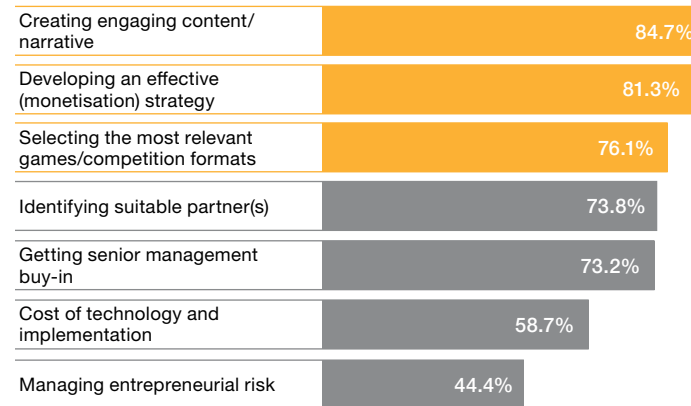 Creating engaging content/
narrative
84.7%
Developing an effective
(monetisation) strategy
81.3%
Selecting the most relevant
games/competition formats
76.1%
Identifying suitable partner(s)
73.8%
Getting senior management
buy-in
73.2%
Cost of technology and
implementation
58.7%
Managing entrepreneurial risk
44.4%